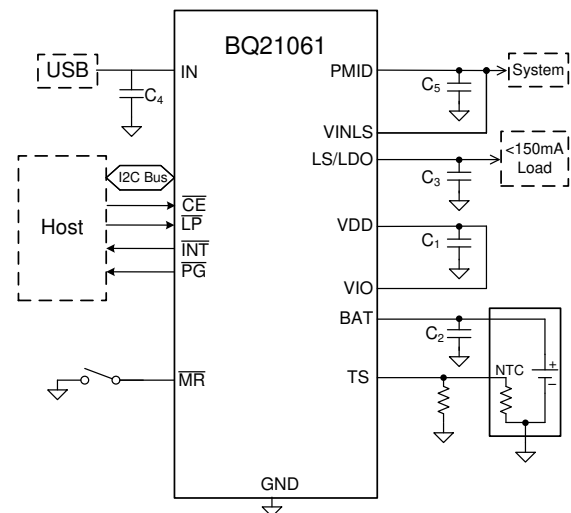 BQ21061
USB
IN
C4
PMID
System
C5
VINLS
LS/LDO
<150mA
Load
C3
I2C Bus
Host
CE
LP
INT
PG
VDD
C1
VIO
BAT
C2
MR
TS
NTC
+
−
GND